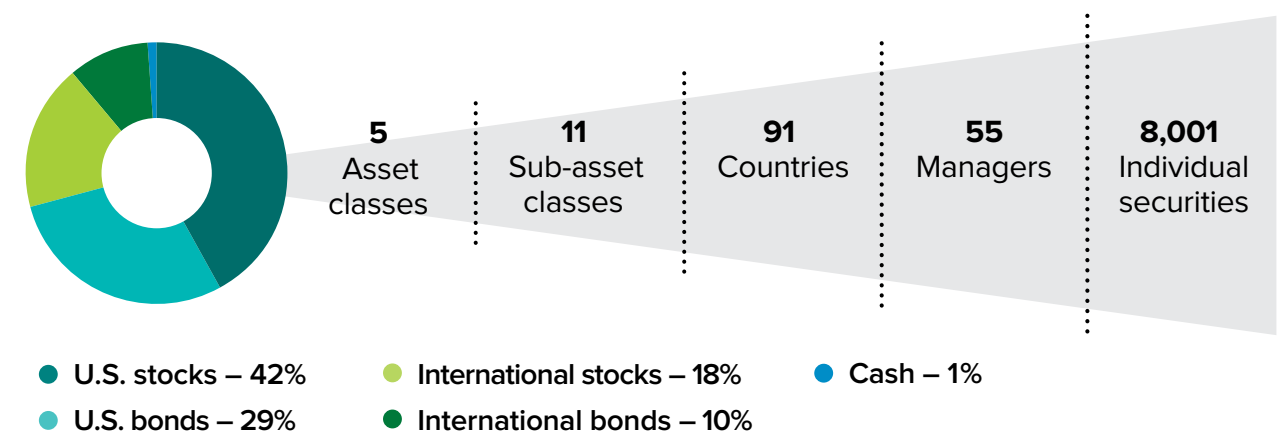 5
Asset
classes
11
Sub-asset
classes
91
Countries
55
Managers
8,001
Individual
securities
U.S. stocks – 42%
International stocks – 18%
Cash – 1%
U.S. bonds – 29%
International bonds – 10%